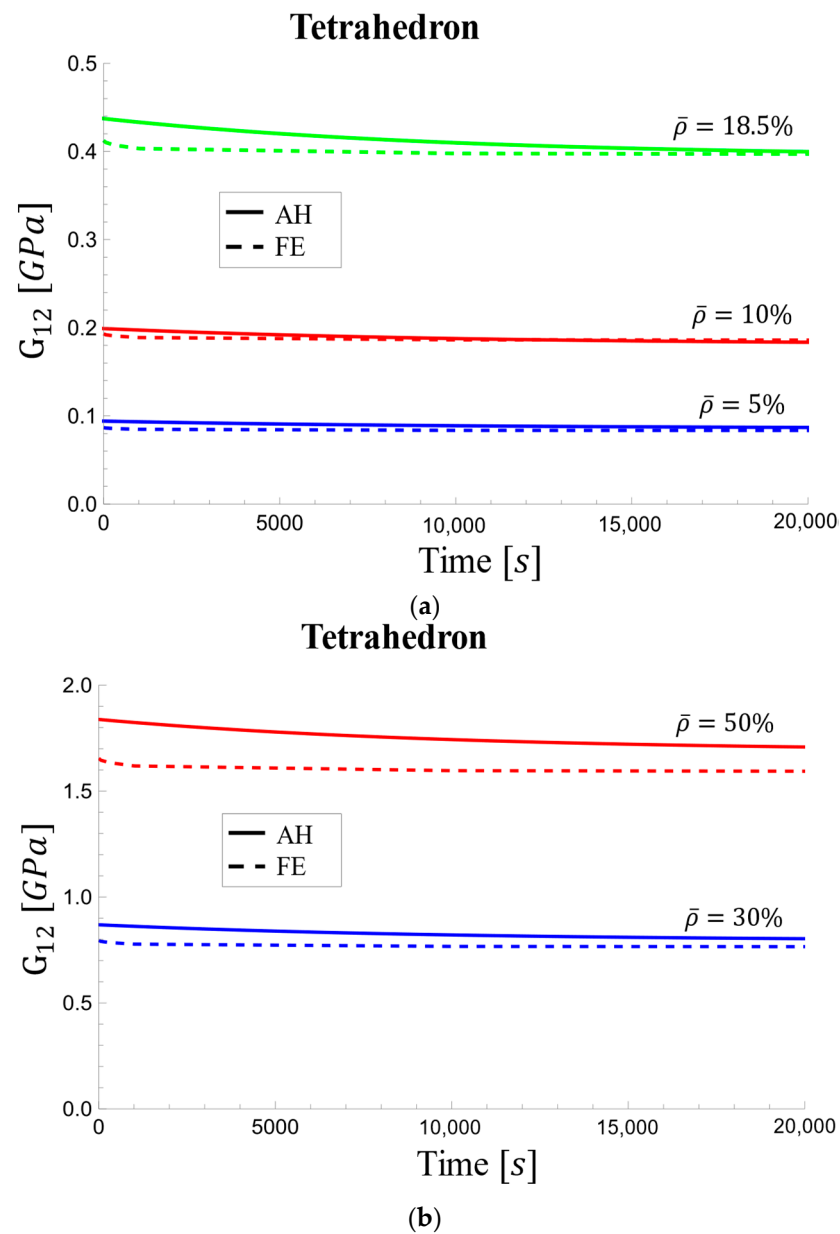 Tetrahedron
0.5
ρ̄ = 18.5%
0.4
AH
FE
0.3
G₁₂ [GPa]
ρ̄ = 10%
0.2
ρ̄ = 5%
0.1
0.0
0 5000 10,000 15,000 20,000
Time [s]
(a)
Tetrahedron
2.0
ρ̄ = 50%
1.5
AH
FE
G₁₂ [GPa]
1.0
ρ̄ = 30%
0.5
0.0
0 5000 10,000 15,000 20,000
Time [s]
(b)